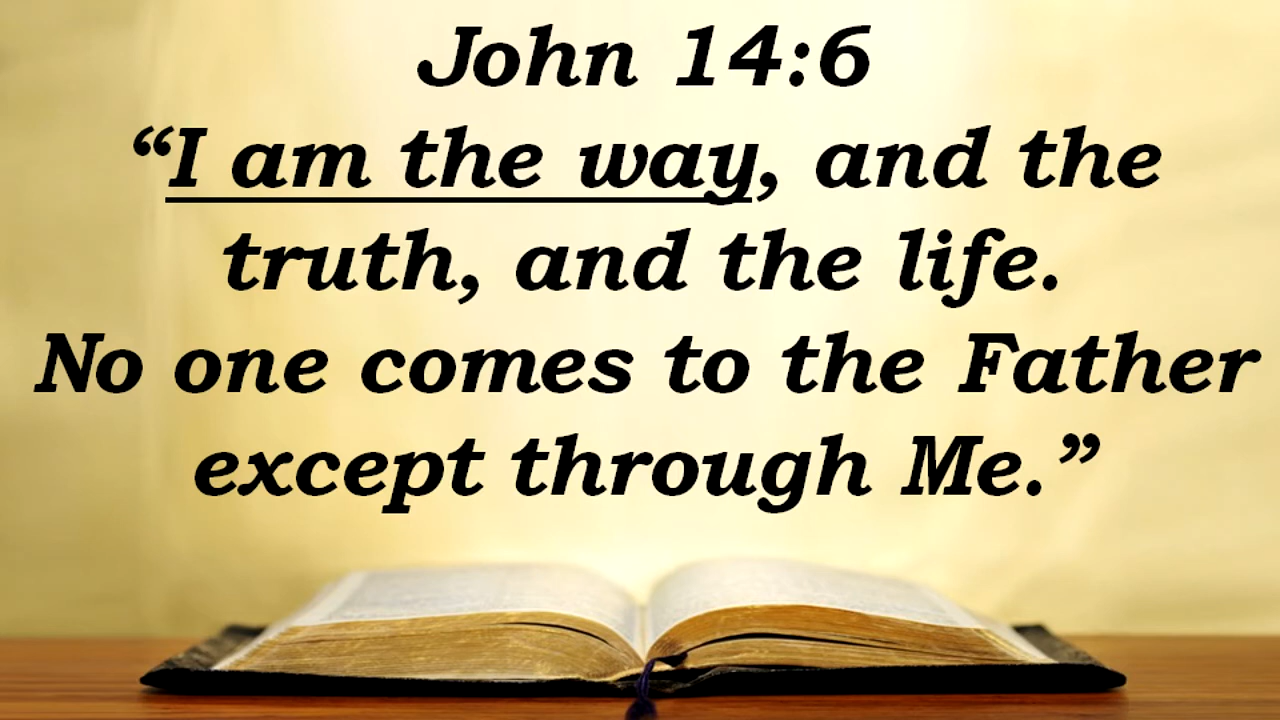 John 14:6
“I am the way, and the
truth, and the life.
No one comes to the Father
except through Me.”